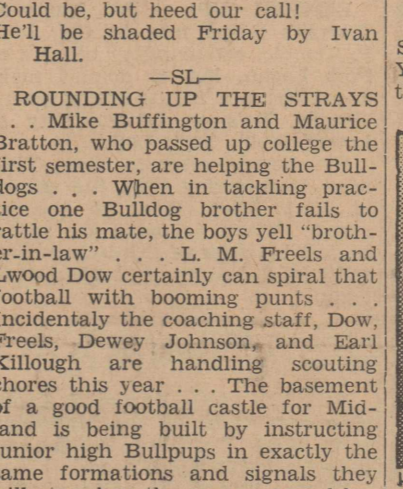 Could be, but heed our call!
He'll be shaded Friday by Ivan
Hall.
—SL—
ROUNDING UP THE STRAYS
. . . Mike Buffington and Maurice
Bratton, who passed up college the
first semester, are helping the Bull-
dogs . . . When in tackling prac-
tice one Bulldog brother fails to
rattle his mate, the boys yell "broth-
er-in-law" . . . L. M. Freels and
Lwood Dow certainly can spiral that
football with booming punts . . .
Incidentaly the coaching staff, Dow,
Freels, Dewey Johnson, and Earl
Killough are handling scouting
chores this year . . . The basement
of a good football castle for Mid-
land is being built by instructing
junior high Bullpups in exactly the
same formations and signals they